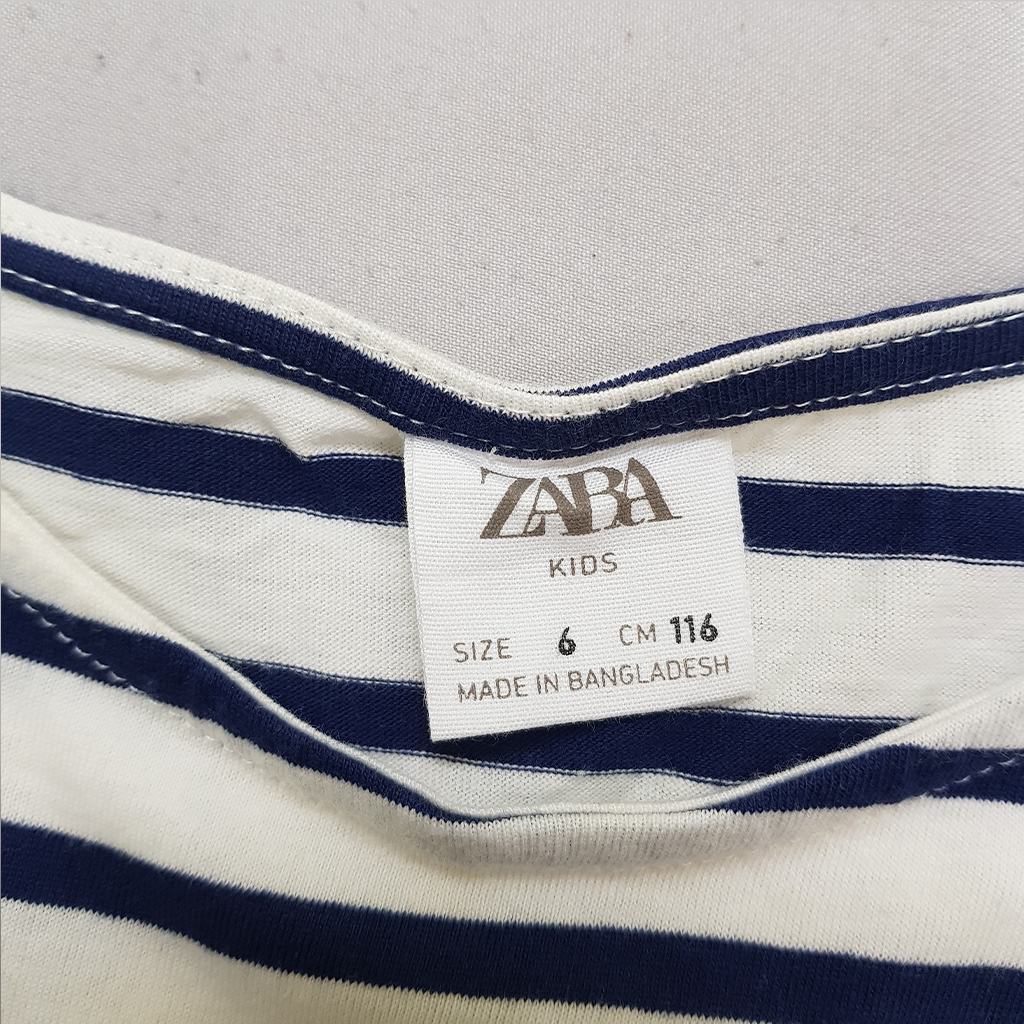 ZARA
KIDS
SIZE 6 CM 116
MADE IN BANGLADESH